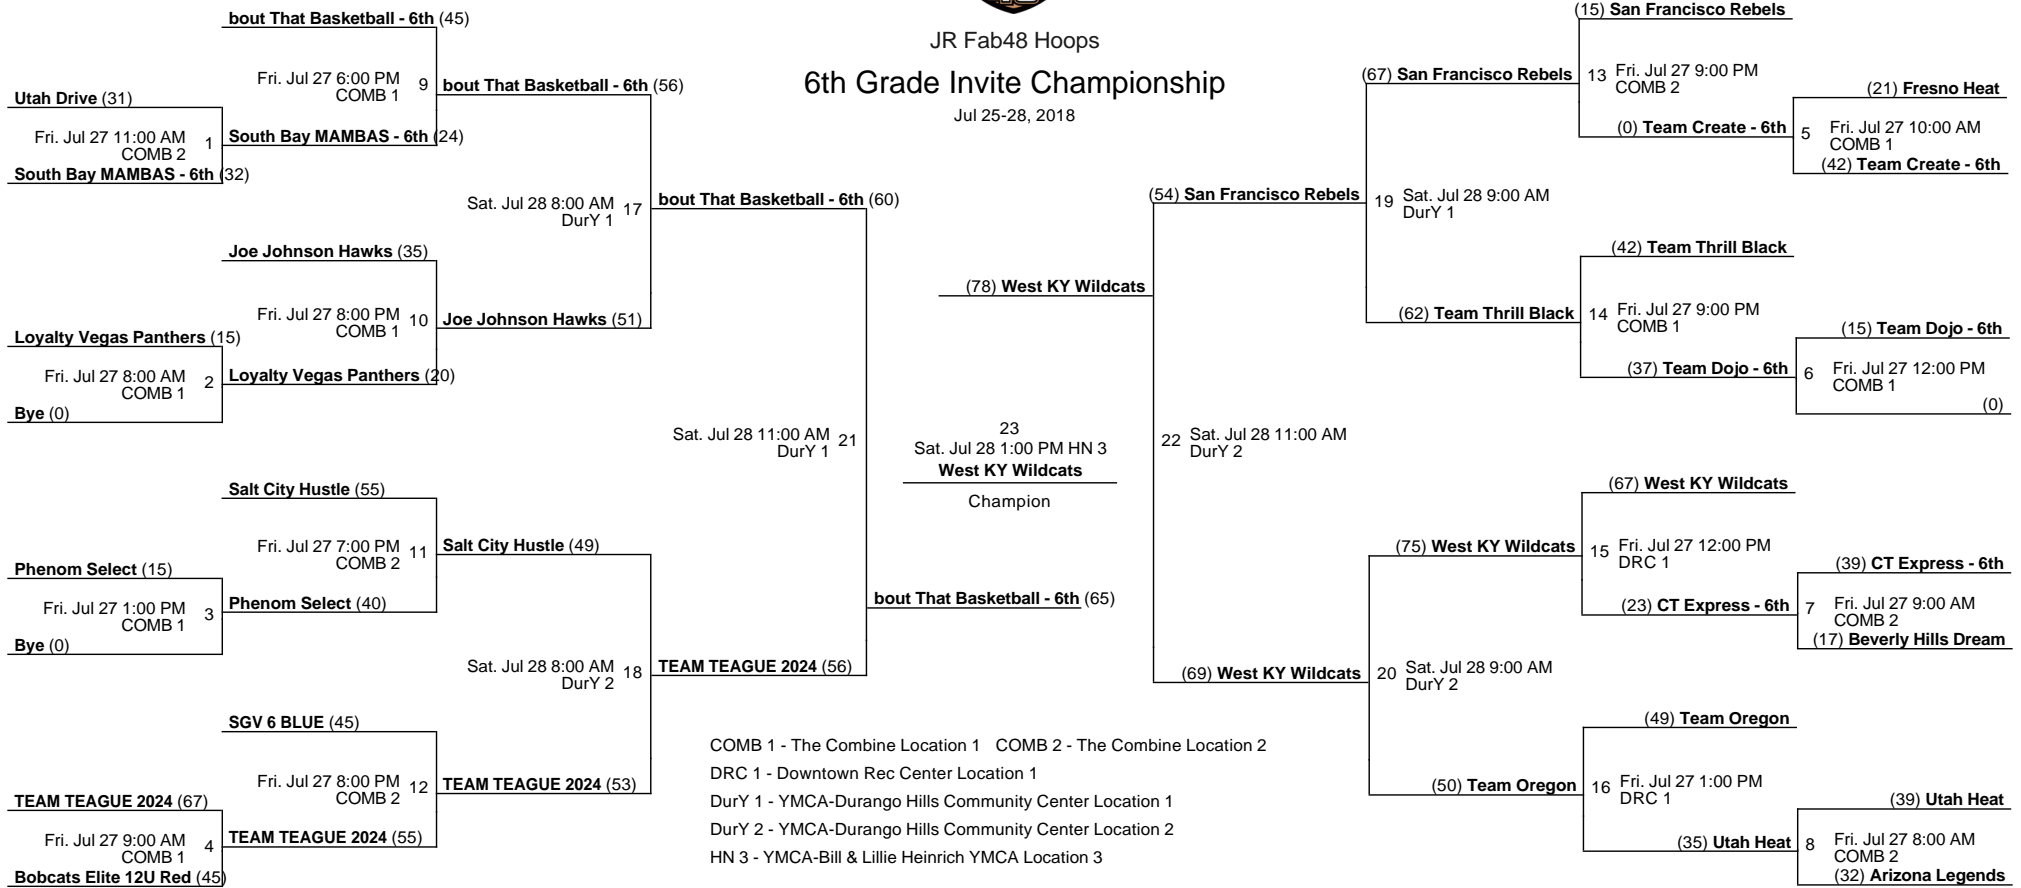 JR Fab48 Hoops
6th Grade Invite Championship
Jul 25-28, 2018
bout That Basketball - 6th (45)
Fri. Jul 27 6:00 PM 9
COMB 1
Utah Drive (31)
Fri. Jul 27 11:00 AM 1
COMB 2
South Bay MAMBAS - 6th (24)
South Bay MAMBAS - 6th (32)
bout That Basketball - 6th (56)
Sat. Jul 28 8:00 AM 17
DurY 1
bout That Basketball - 6th (60)
Joe Johnson Hawks (35)
Fri. Jul 27 8:00 PM 10
COMB 1
Joe Johnson Hawks (51)
Loyalty Vegas Panthers (15)
Fri. Jul 27 8:00 AM 2
COMB 1
Loyalty Vegas Panthers (20)
Bye (0)
Sat. Jul 28 11:00 AM 21
DurY 1
Salt City Hustle (55)
Fri. Jul 27 7:00 PM 11
COMB 2
Salt City Hustle (49)
Phenom Select (15)
Fri. Jul 27 1:00 PM 3
COMB 1
Phenom Select (40)
Bye (0)
bout That Basketball - 6th (65)
Sat. Jul 28 8:00 AM 18
DurY 2
TEAM TEAGUE 2024 (56)
SGV 6 BLUE (45)
Fri. Jul 27 8:00 PM 12
COMB 2
TEAM TEAGUE 2024 (53)
TEAM TEAGUE 2024 (67)
Fri. Jul 27 9:00 AM 4
COMB 1
TEAM TEAGUE 2024 (55)
Bobcats Elite 12U Red (45)
(78) West KY Wildcats
23
Sat. Jul 28 1:00 PM HN 3
West KY Wildcats
Champion
(15) San Francisco Rebels
(67) San Francisco Rebels
13 Fri. Jul 27 9:00 PM
COMB 2
(21) Fresno Heat
(0) Team Create - 6th
5 Fri. Jul 27 10:00 AM
COMB 1
(42) Team Create - 6th
(54) San Francisco Rebels
19 Sat. Jul 28 9:00 AM
DurY 1
(42) Team Thrill Black
(62) Team Thrill Black
14 Fri. Jul 27 9:00 PM
COMB 1
(15) Team Dojo - 6th
(37) Team Dojo - 6th
6 Fri. Jul 27 12:00 PM
COMB 1
(0)
22 Sat. Jul 28 11:00 AM
DurY 2
(67) West KY Wildcats
(75) West KY Wildcats
15 Fri. Jul 27 12:00 PM
DRC 1
(39) CT Express - 6th
(23) CT Express - 6th
7 Fri. Jul 27 9:00 AM
COMB 2
(17) Beverly Hills Dream
(69) West KY Wildcats
20 Sat. Jul 28 9:00 AM
DurY 2
(49) Team Oregon
(50) Team Oregon
16 Fri. Jul 27 1:00 PM
DRC 1
(39) Utah Heat
(35) Utah Heat
8 Fri. Jul 27 8:00 AM
COMB 2
(32) Arizona Legends
COMB 1 - The Combine Location 1 COMB 2 - The Combine Location 2
DRC 1 - Downtown Rec Center Location 1
DurY 1 - YMCA-Durango Hills Community Center Location 1
DurY 2 - YMCA-Durango Hills Community Center Location 2
HN 3 - YMCA-Bill & Lillie Heinrich YMCA Location 3